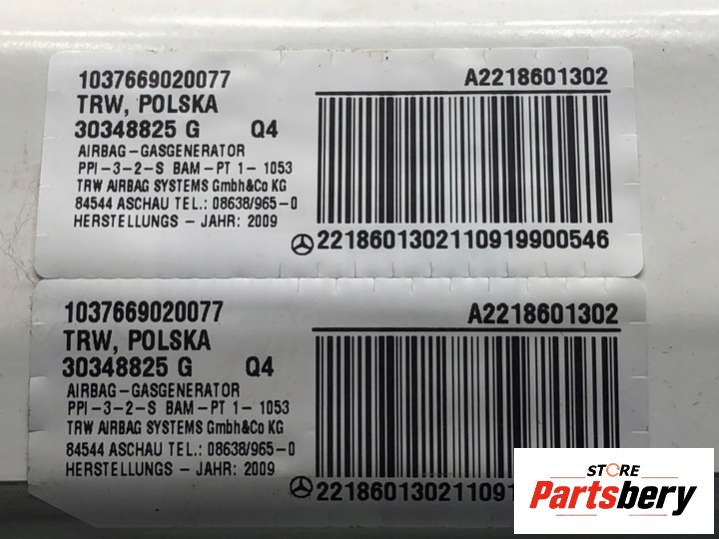 1037669020077
A2218601302
TRW, POLSKA
30348825 G Q4
AIRBAG-GASGENERATOR
PPI-3-2-S BAM-PT 1- 1053
TRW AIRBAG SYSTEMS Gmbh&Co KG
84544 ASCHAU TEL.: 08638/965-0
HERSTELLUNGS - JAHR: 2009
2218601302110919900546
1037669020077
A2218601302
TRW, POLSKA
30348825 G Q4
AIRBAG-GASGENERATOR
PPI-3-2-S BAM-PT 1- 1053
TRW AIRBAG SYSTEMS Gmbh&Co KG
84544 ASCHAU TEL.: 08638/965-0
HERSTELLUNGS - JAHR: 2009
22186013021109
STORE
Partsbery